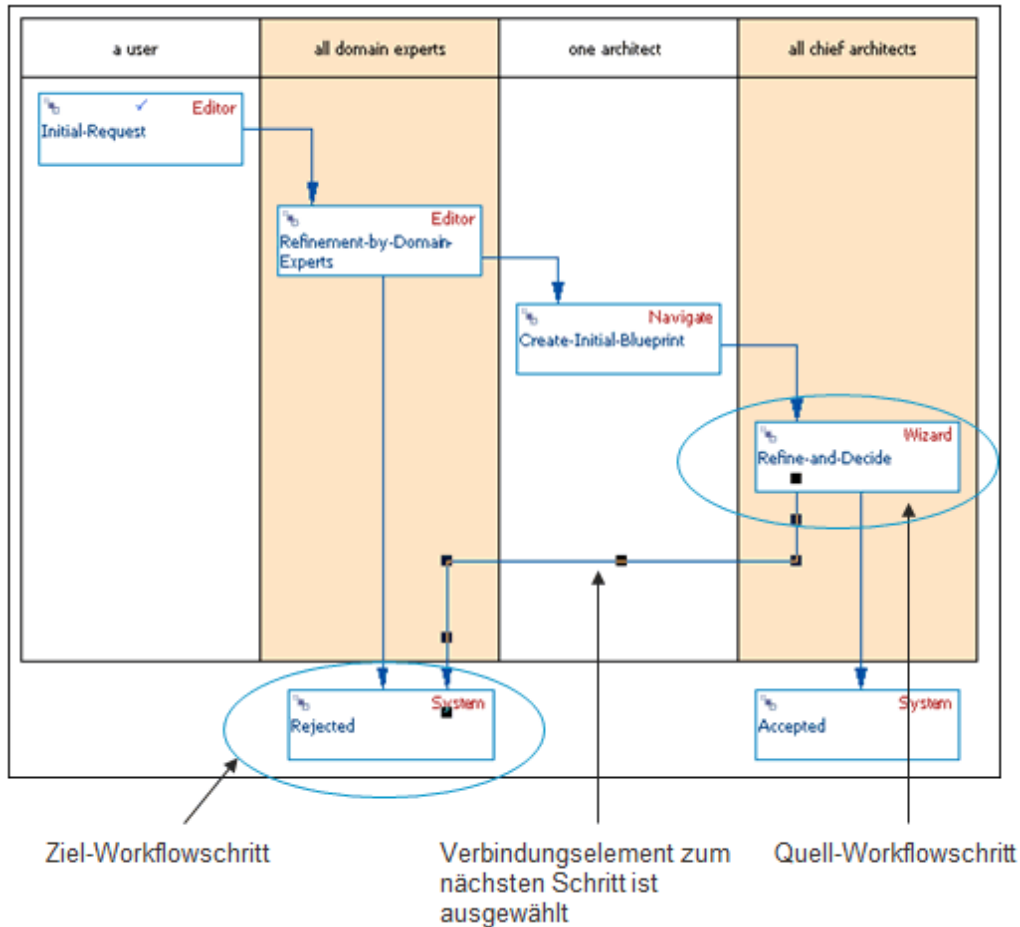 a user
all domain experts
one architect
all chief architects
Editor
Initial-Request
Editor
Refinement-by-Domain-
Experts
Navigate
Create-Initial-Blueprint
Wizard
Refine-and-Decide
System
Rejected
System
Accepted
Ziel-Workflowschritt
Verbindungselement zum
nächsten Schritt ist
ausgewählt
Quell-Workflowschritt